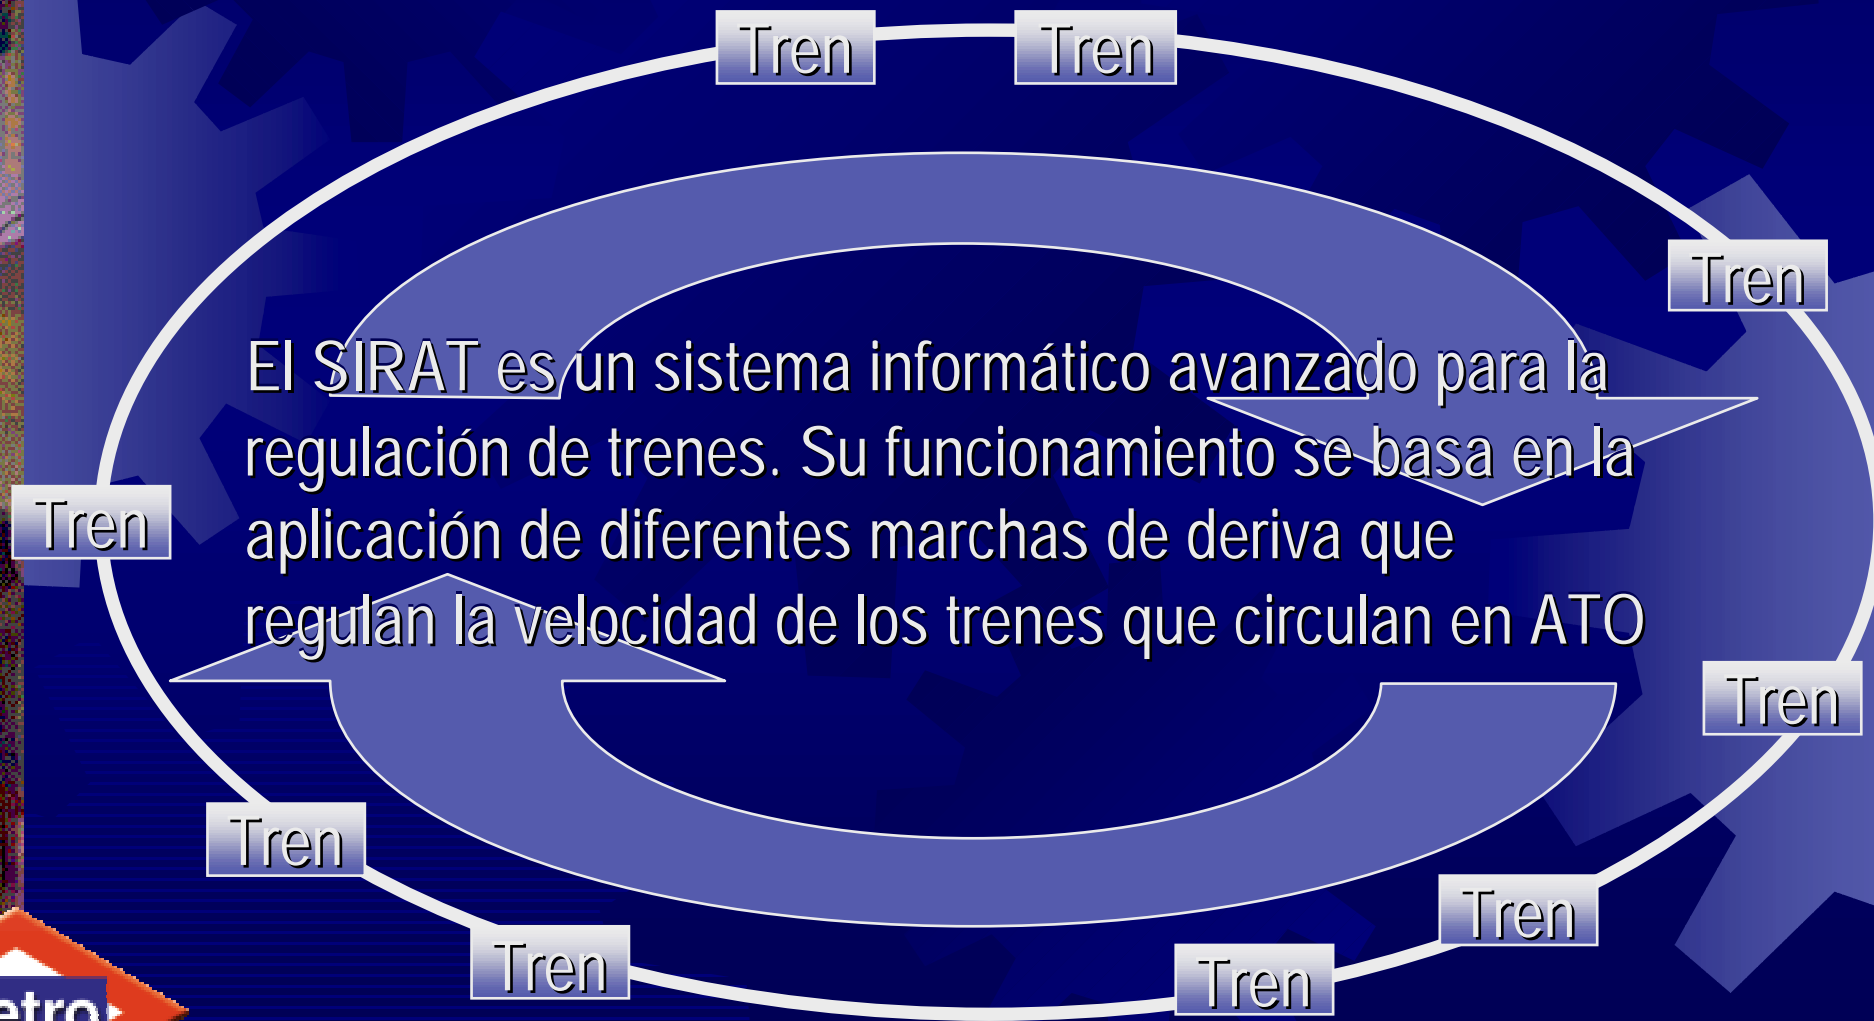 Tren Tren
Tren
El SIRAT es un sistema informático avanzado para la
regulación de trenes. Su funcionamiento se basa en la
aplicación de diferentes marchas de deriva que
regulan la velocidad de los trenes que circulan en ATO
Tren
Tren
Tren
Tren
Tren
Tren
etro